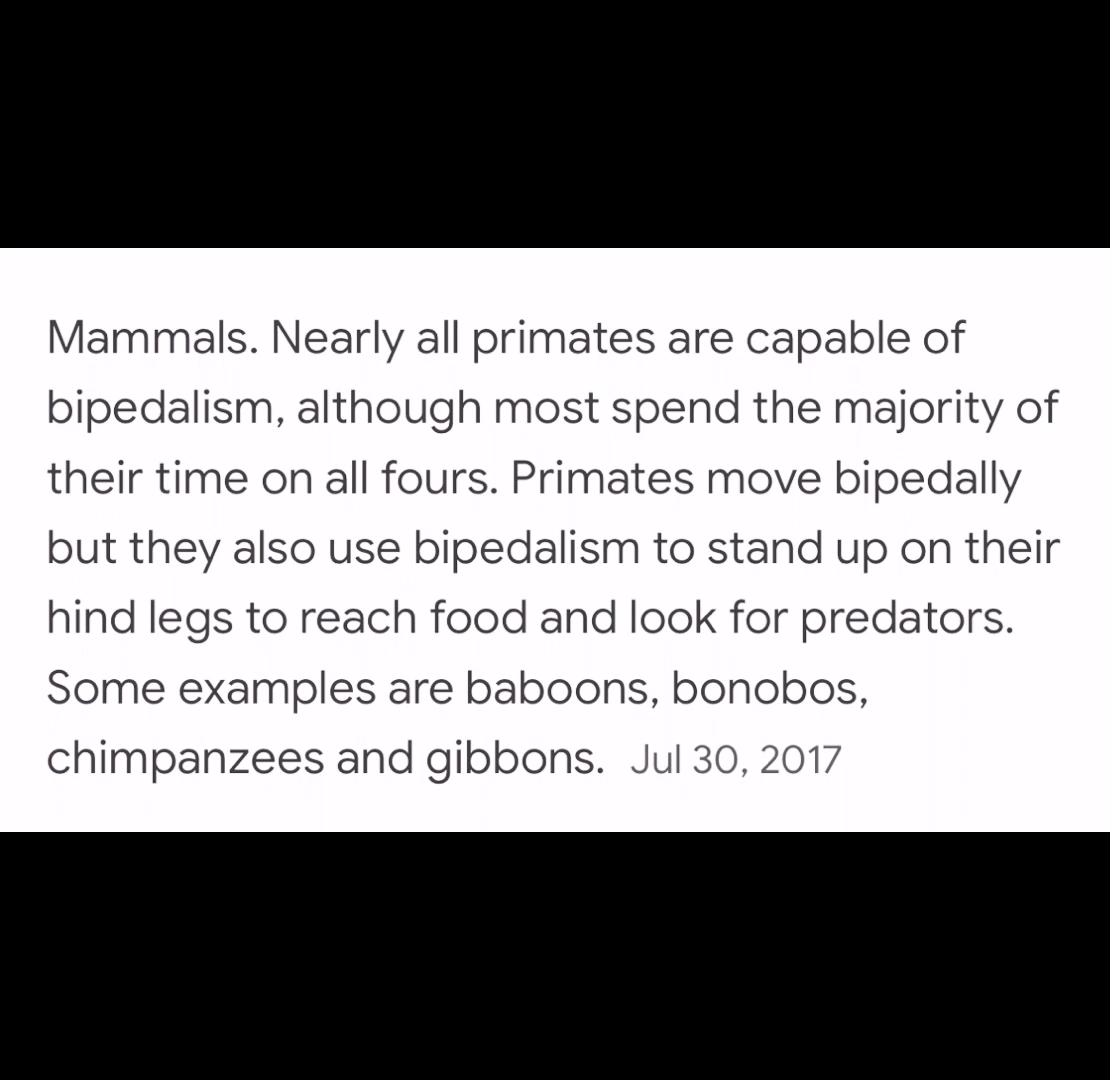 Mammals. Nearly all primates are capable of
bipedalism, although most spend the majority of
their time on all fours. Primates move bipedally
but they also use bipedalism to stand up on their
hind legs to reach food and look for predators.
Some examples are baboons, bonobos,
chimpanzees and gibbons. Jul 30, 2017